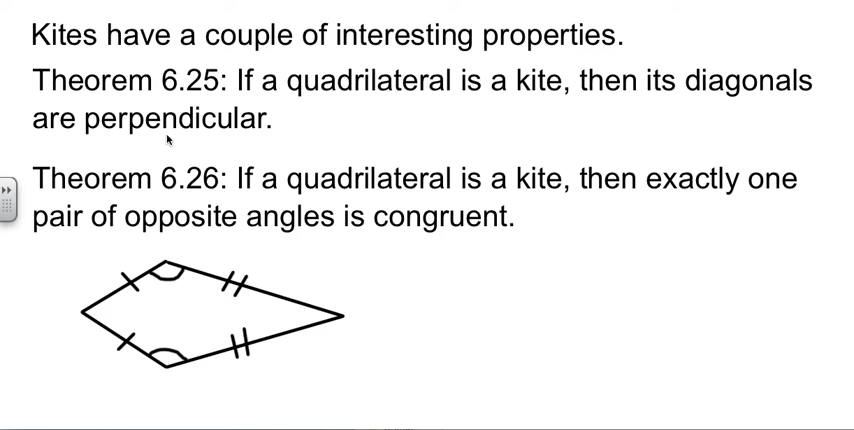 Kites have a couple of interesting properties.
Theorem 6.25: If a quadrilateral is a kite, then its diagonals
are perpendicular.
Theorem 6.26: If a quadrilateral is a kite, then exactly one
pair of opposite angles is congruent.